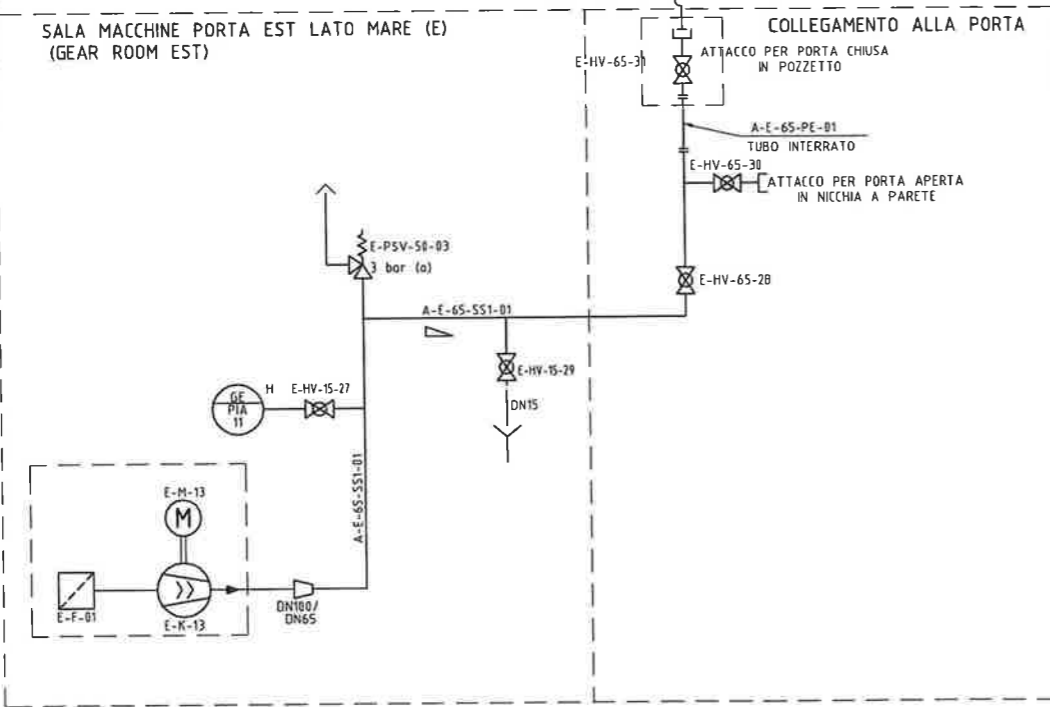 SALA MACCHINE PORTA EST LATO MARE (E)
(GEAR ROOM EST)
COLLEGAMENTO ALLA PORTA
E-HV-65-31
ATTACCO PER PORTA CHIUSA
IN POZZETTO
A-E-65-PE-01
TUBO INTERRATO
E-HV-65-30
ATTACCO PER PORTA APERTA
IN NICCHIA A PARETE
E-PSV-50-03
3 bar (a)
E-HV-65-28
A-E-65-SS1-01
E-HV-15-29
DN15
GE
PIA
11
H
E-HV-15-27
A-E-65-SS1-01
E-M-13
M
E-F-01
E-K-13
DN100/
DN65